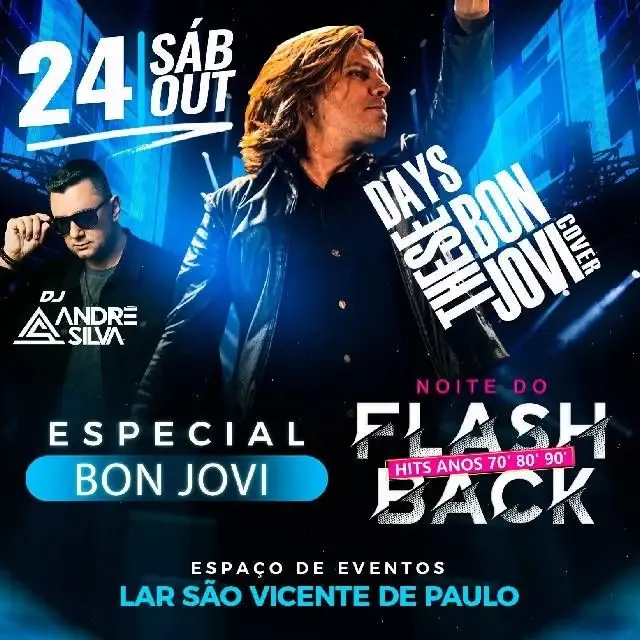 24 SÁB
OUT
THESE DAYS
BON
JOVI
COVER
DJ
ANDRÉ
SILVA
NOITE DO
FLASH
HITS ANOS 70' 80' 90'
BACK
ESPECIAL
BON JOVI
ESPAÇO DE EVENTOS
LAR SÃO VICENTE DE PAULO